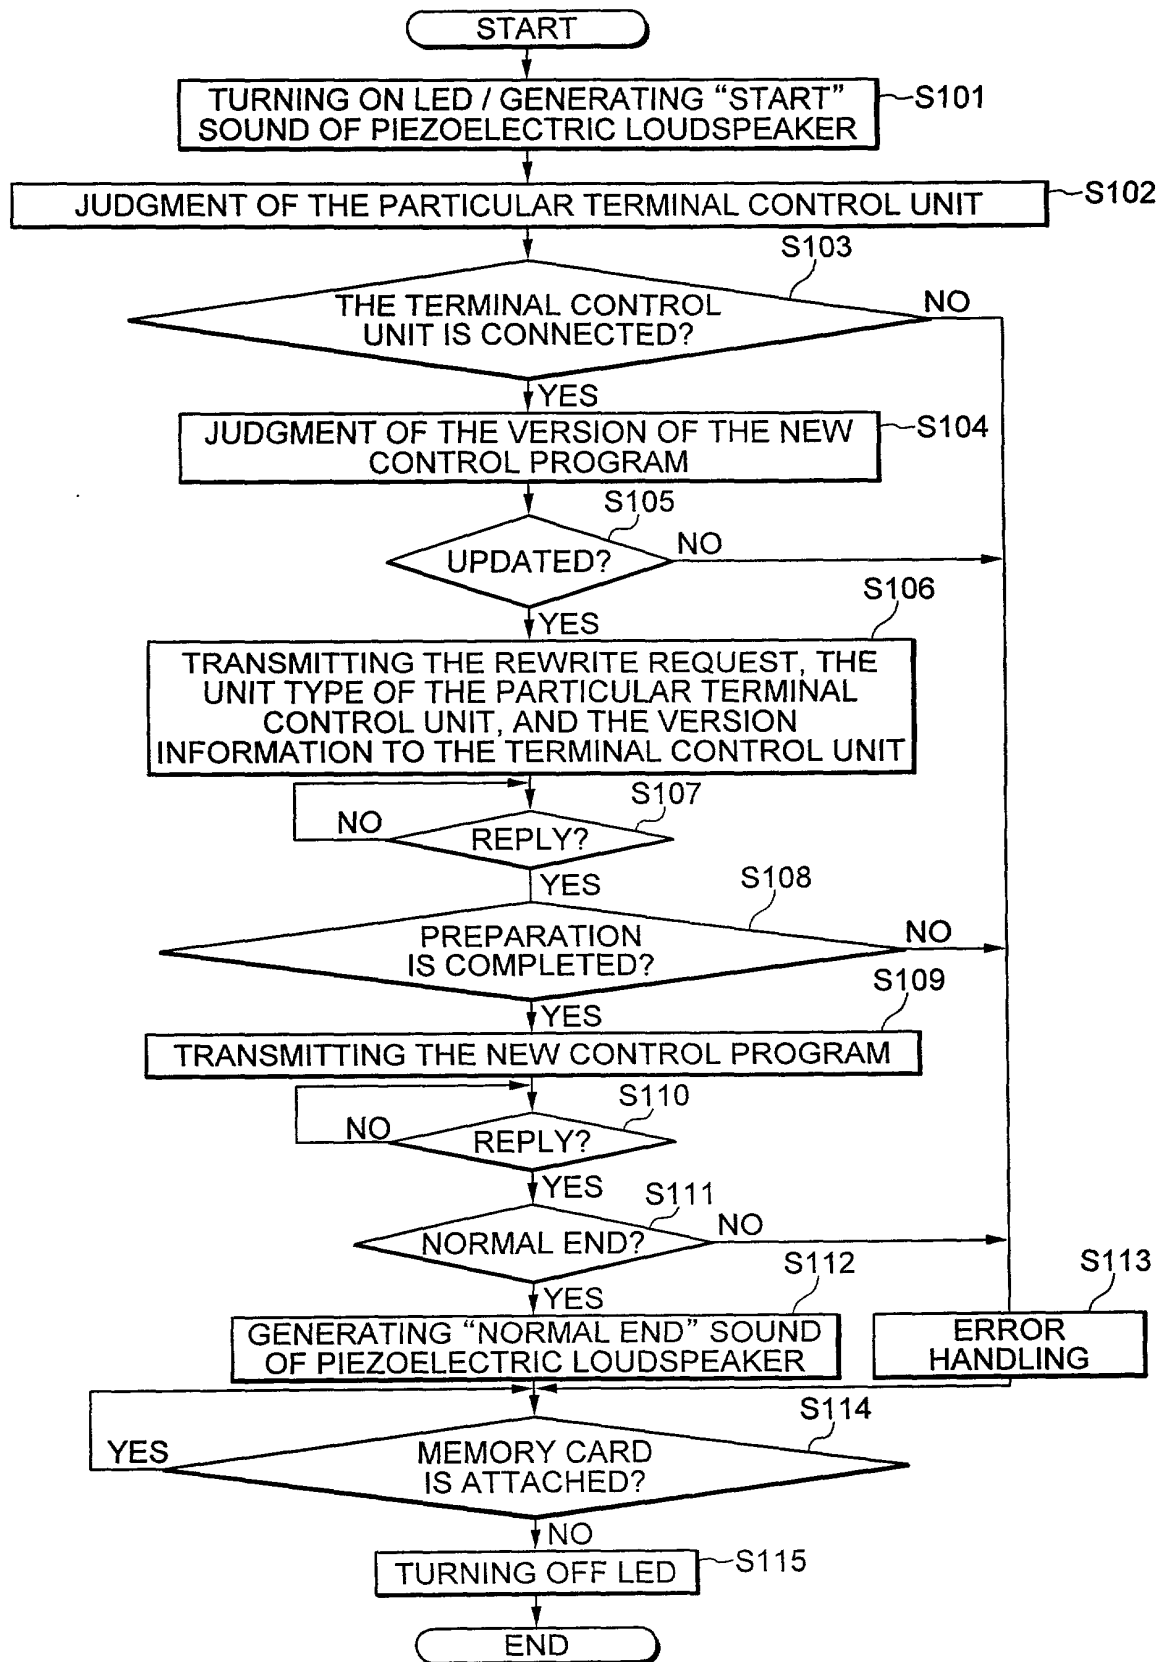 START
TURNING ON LED / GENERATING “START”
SOUND OF PIEZOELECTRIC LOUDSPEAKER
S101
JUDGMENT OF THE PARTICULAR TERMINAL CONTROL UNIT
S102
S103
THE TERMINAL CONTROL
UNIT IS CONNECTED?
NO
YES
JUDGMENT OF THE VERSION OF THE NEW
CONTROL PROGRAM
S104
S105
UPDATED?
NO
YES
S106
TRANSMITTING THE REWRITE REQUEST, THE
UNIT TYPE OF THE PARTICULAR TERMINAL
CONTROL UNIT, AND THE VERSION
INFORMATION TO THE TERMINAL CONTROL UNIT
S107
NO
REPLY?
YES
S108
PREPARATION
IS COMPLETED?
NO
YES
S109
TRANSMITTING THE NEW CONTROL PROGRAM
S110
NO
REPLY?
YES
S111
NORMAL END?
NO
YES
S112
GENERATING “NORMAL END” SOUND
OF PIEZOELECTRIC LOUDSPEAKER
S113
ERROR
HANDLING
S114
YES
MEMORY CARD
IS ATTACHED?
NO
TURNING OFF LED
S115
END